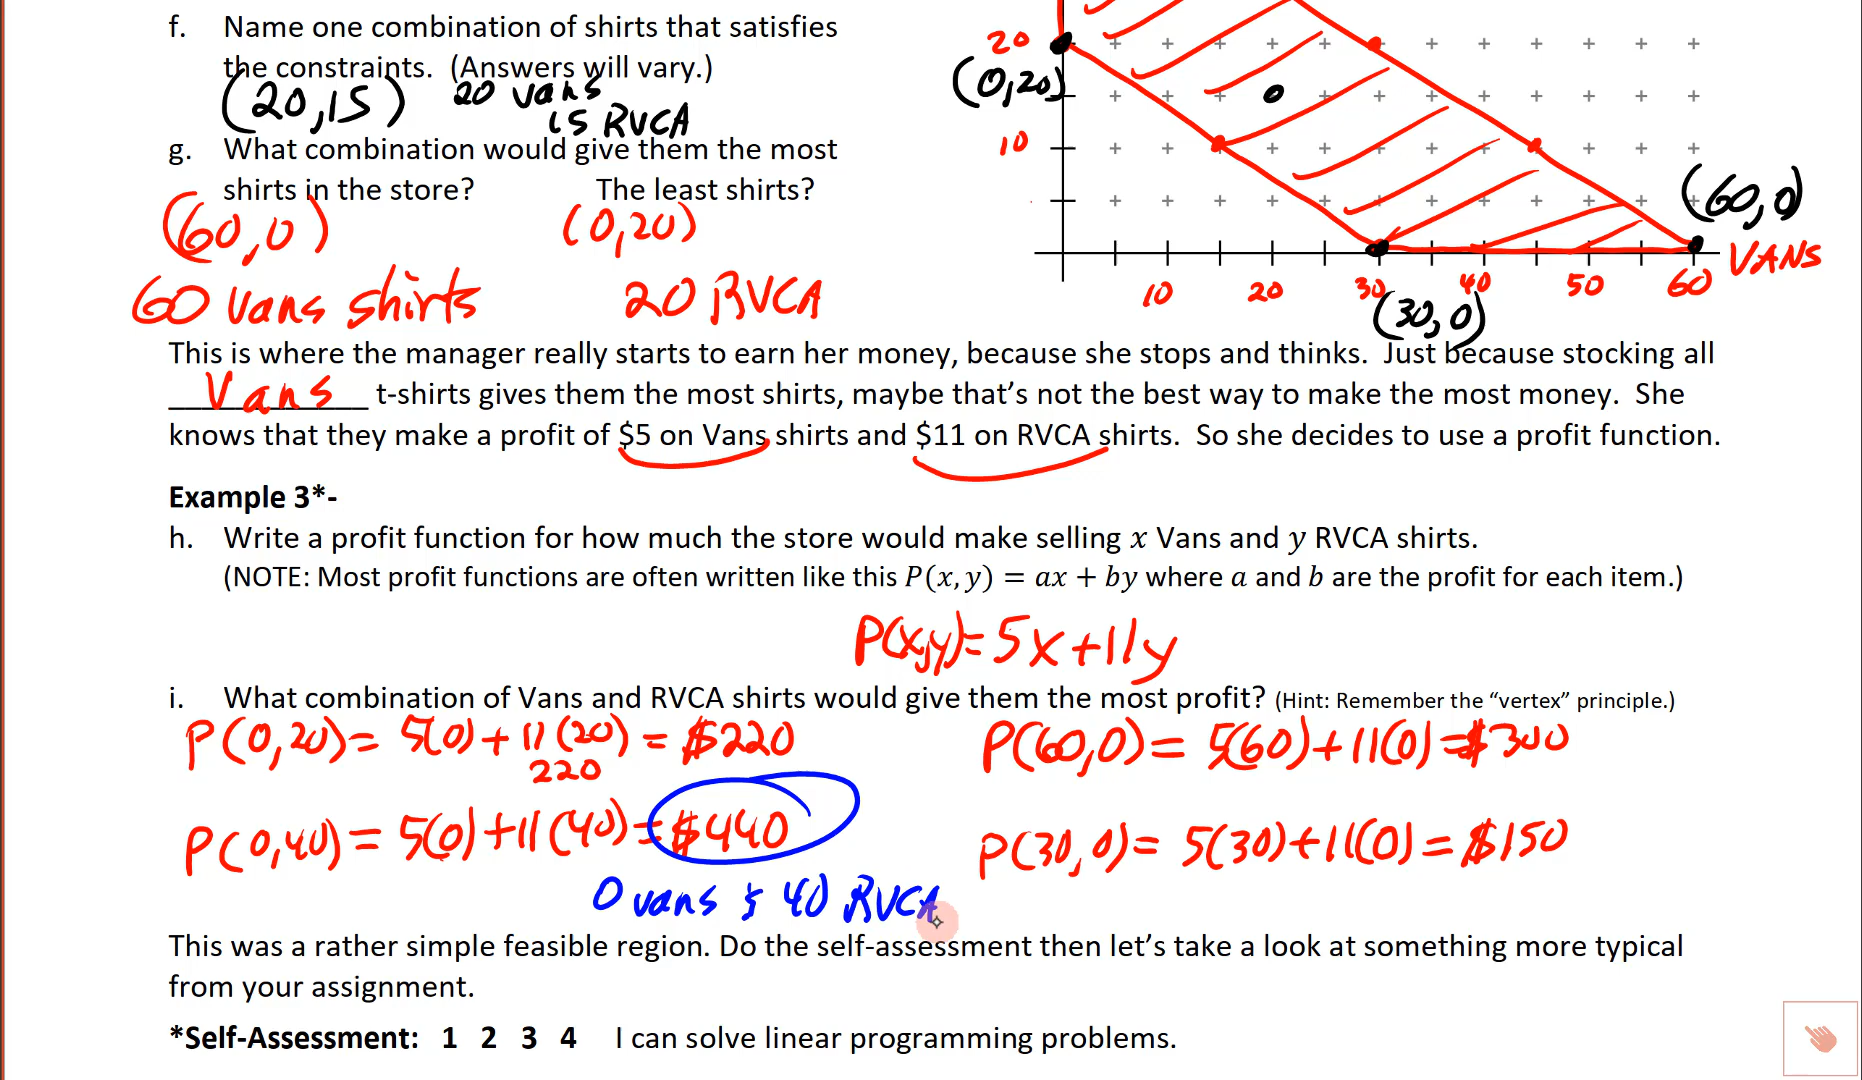 f. Name one combination of shirts that satisfies
the constraints. (Answers will vary.)
(20,15) 20 vans
15 RVCA
g. What combination would give them the most
shirts in the store? The least shirts?
(60,0) (0,20)
60 Vans shirts 20 RVCA
20
(0,20)
10
(60,0)
VANS
10 20 30 40 50 60
(30,0)
This is where the manager really starts to earn her money, because she stops and thinks. Just because stocking all
Vans t-shirts gives them the most shirts, maybe that's not the best way to make the most money. She
knows that they make a profit of $5 on Vans shirts and $11 on RVCA shirts. So she decides to use a profit function.
Example 3*-
h. Write a profit function for how much the store would make selling x Vans and y RVCA shirts.
(NOTE: Most profit functions are often written like this P(x, y) = ax + by where a and b are the profit for each item.)
P(x,y)= 5x+11y
i. What combination of Vans and RVCA shirts would give them the most profit? (Hint: Remember the “vertex” principle.)
P(0,20)= 5(0)+11(20) = $220 P(60,0)= 5(60)+11(0)=$300
220
P(0,40)= 5(0)+11(40)=$440 P(30,0)= 5(30)+11(0)=$150
0 vans & 40 RVCA
This was a rather simple feasible region. Do the self-assessment then let's take a look at something more typical
from your assignment.
*Self-Assessment: 1 2 3 4 I can solve linear programming problems.